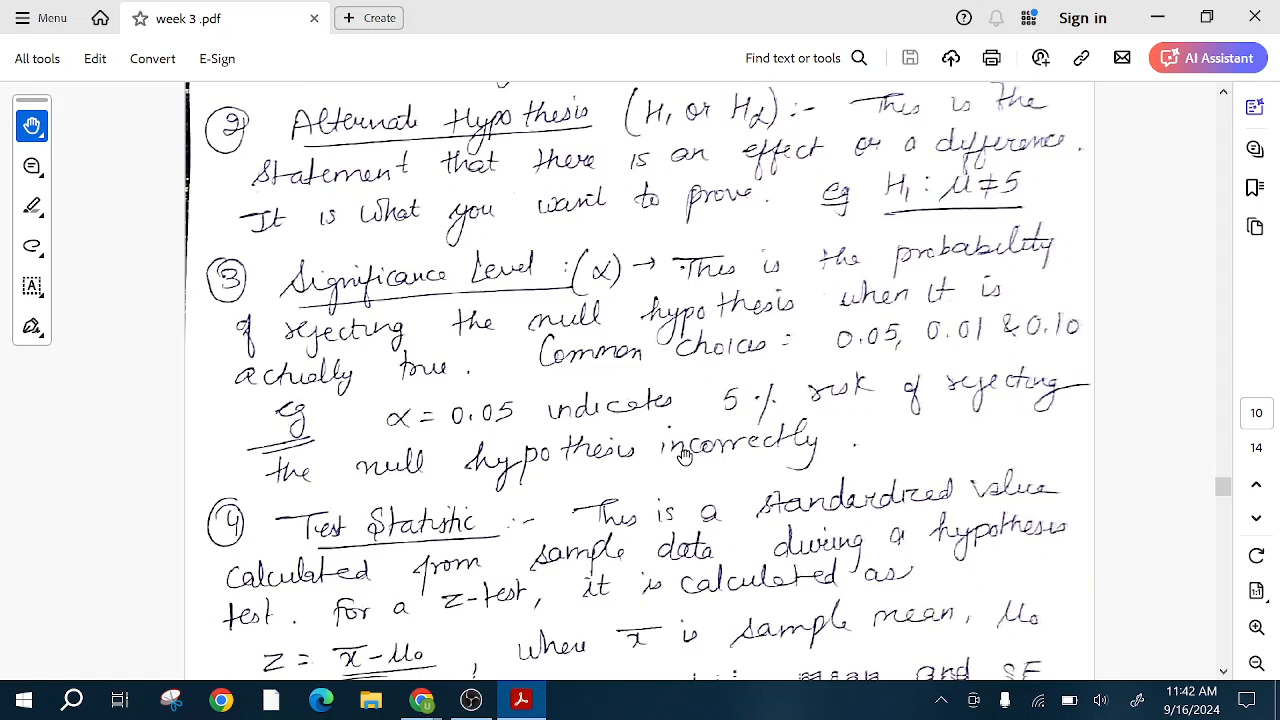 Menu
week 3 .pdf
Create
Sign in
All tools
Edit
Convert
E-Sign
Find text or tools
AI Assistant
② Alternate Hypothesis (H₁ or Hα) :- This is the
statement that there is an effect or a difference.
It is what you want to prove. eg H₁ : μ ≠ 5
③ Significance Level :(α) → This is the probability
of rejecting the null hypothesis when it is
actually true. Common choices : 0.05, 0.01 & 0.10
eg α = 0.05 indicates 5 % risk of rejecting
the null hypothesis incorrectly .
④ Test Statistic :- This is a standardized value
calculated from sample data during a hypothesis
test. For a z-test, it is calculated as
z = x̄ - μ₀ , where x̄ is sample mean, μ₀
mean and SE
10
14
11:42 AM
9/16/2024